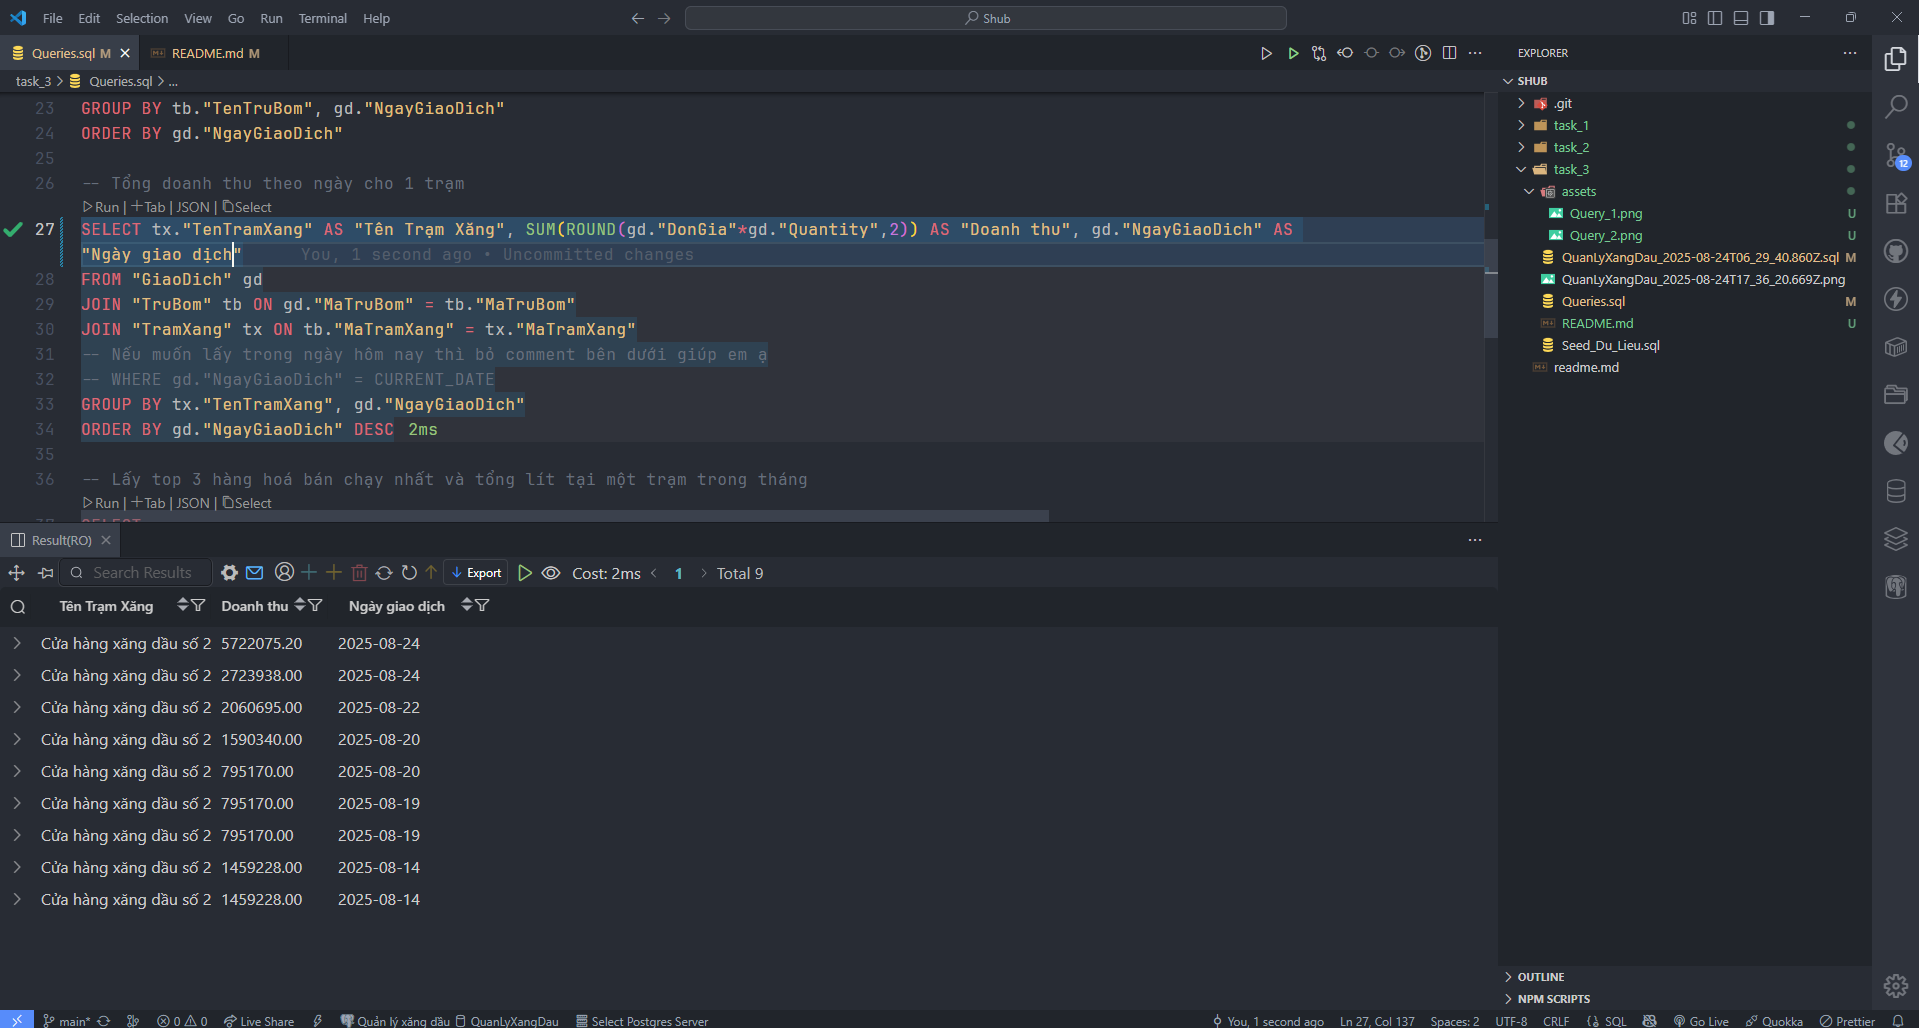 File Edit Selection View Go Run Terminal Help
Shub
Queries.sql M
README.md M
task_3 > Queries.sql > ...
23 GROUP BY tb."TenTruBom", gd."NgayGiaoDich"
24 ORDER BY gd."NgayGiaoDich"
25
26 -- Tổng doanh thu theo ngày cho 1 trạm
Run | +Tab | JSON | Select
27 SELECT tx."TenTramXang" AS "Tên Trạm Xăng", SUM(ROUND(gd."DonGia"*gd."Quantity",2)) AS "Doanh thu", gd."NgayGiaoDich" AS
"Ngày giao dịch" You, 1 second ago • Uncommitted changes
28 FROM "GiaoDich" gd
29 JOIN "TruBom" tb ON gd."MaTruBom" = tb."MaTruBom"
30 JOIN "TramXang" tx ON tb."MaTramXang" = tx."MaTramXang"
31 -- Nếu muốn lấy trong ngày hôm nay thì bỏ comment bên dưới giúp em ạ
32 -- WHERE gd."NgayGiaoDich" = CURRENT_DATE
33 GROUP BY tx."TenTramXang", gd."NgayGiaoDich"
34 ORDER BY gd."NgayGiaoDich" DESC 2ms
35
36 -- Lấy top 3 hàng hoá bán chạy nhất và tổng lít tại một trạm trong tháng
Run | +Tab | JSON | Select
Result(RO)
Search Results
Export
Cost: 2ms < 1 > Total 9
Tên Trạm Xăng Doanh thu Ngày giao dịch
Cửa hàng xăng dầu số 2 5722075.20 2025-08-24
Cửa hàng xăng dầu số 2 2723938.00 2025-08-24
Cửa hàng xăng dầu số 2 2060695.00 2025-08-22
Cửa hàng xăng dầu số 2 1590340.00 2025-08-20
Cửa hàng xăng dầu số 2 795170.00 2025-08-20
Cửa hàng xăng dầu số 2 795170.00 2025-08-19
Cửa hàng xăng dầu số 2 795170.00 2025-08-19
Cửa hàng xăng dầu số 2 1459228.00 2025-08-14
Cửa hàng xăng dầu số 2 1459228.00 2025-08-14
EXPLORER
SHUB
.git
task_1
task_2
task_3
assets
Query_1.png U
Query_2.png U
QuanLyXangDau_2025-08-24T06_29_40.860Z.sql M
QuanLyXangDau_2025-08-24T17_36_20.669Z.png
Queries.sql M
README.md U
Seed_Du_Lieu.sql
readme.md
OUTLINE
NPM SCRIPTS
12
main* 0 0 Live Share Quản lý xăng dầu QuanLyXangDau Select Postgres Server
You, 1 second ago Ln 27, Col 137 Spaces: 2 UTF-8 CRLF {} SQL Go Live Quokka Prettier